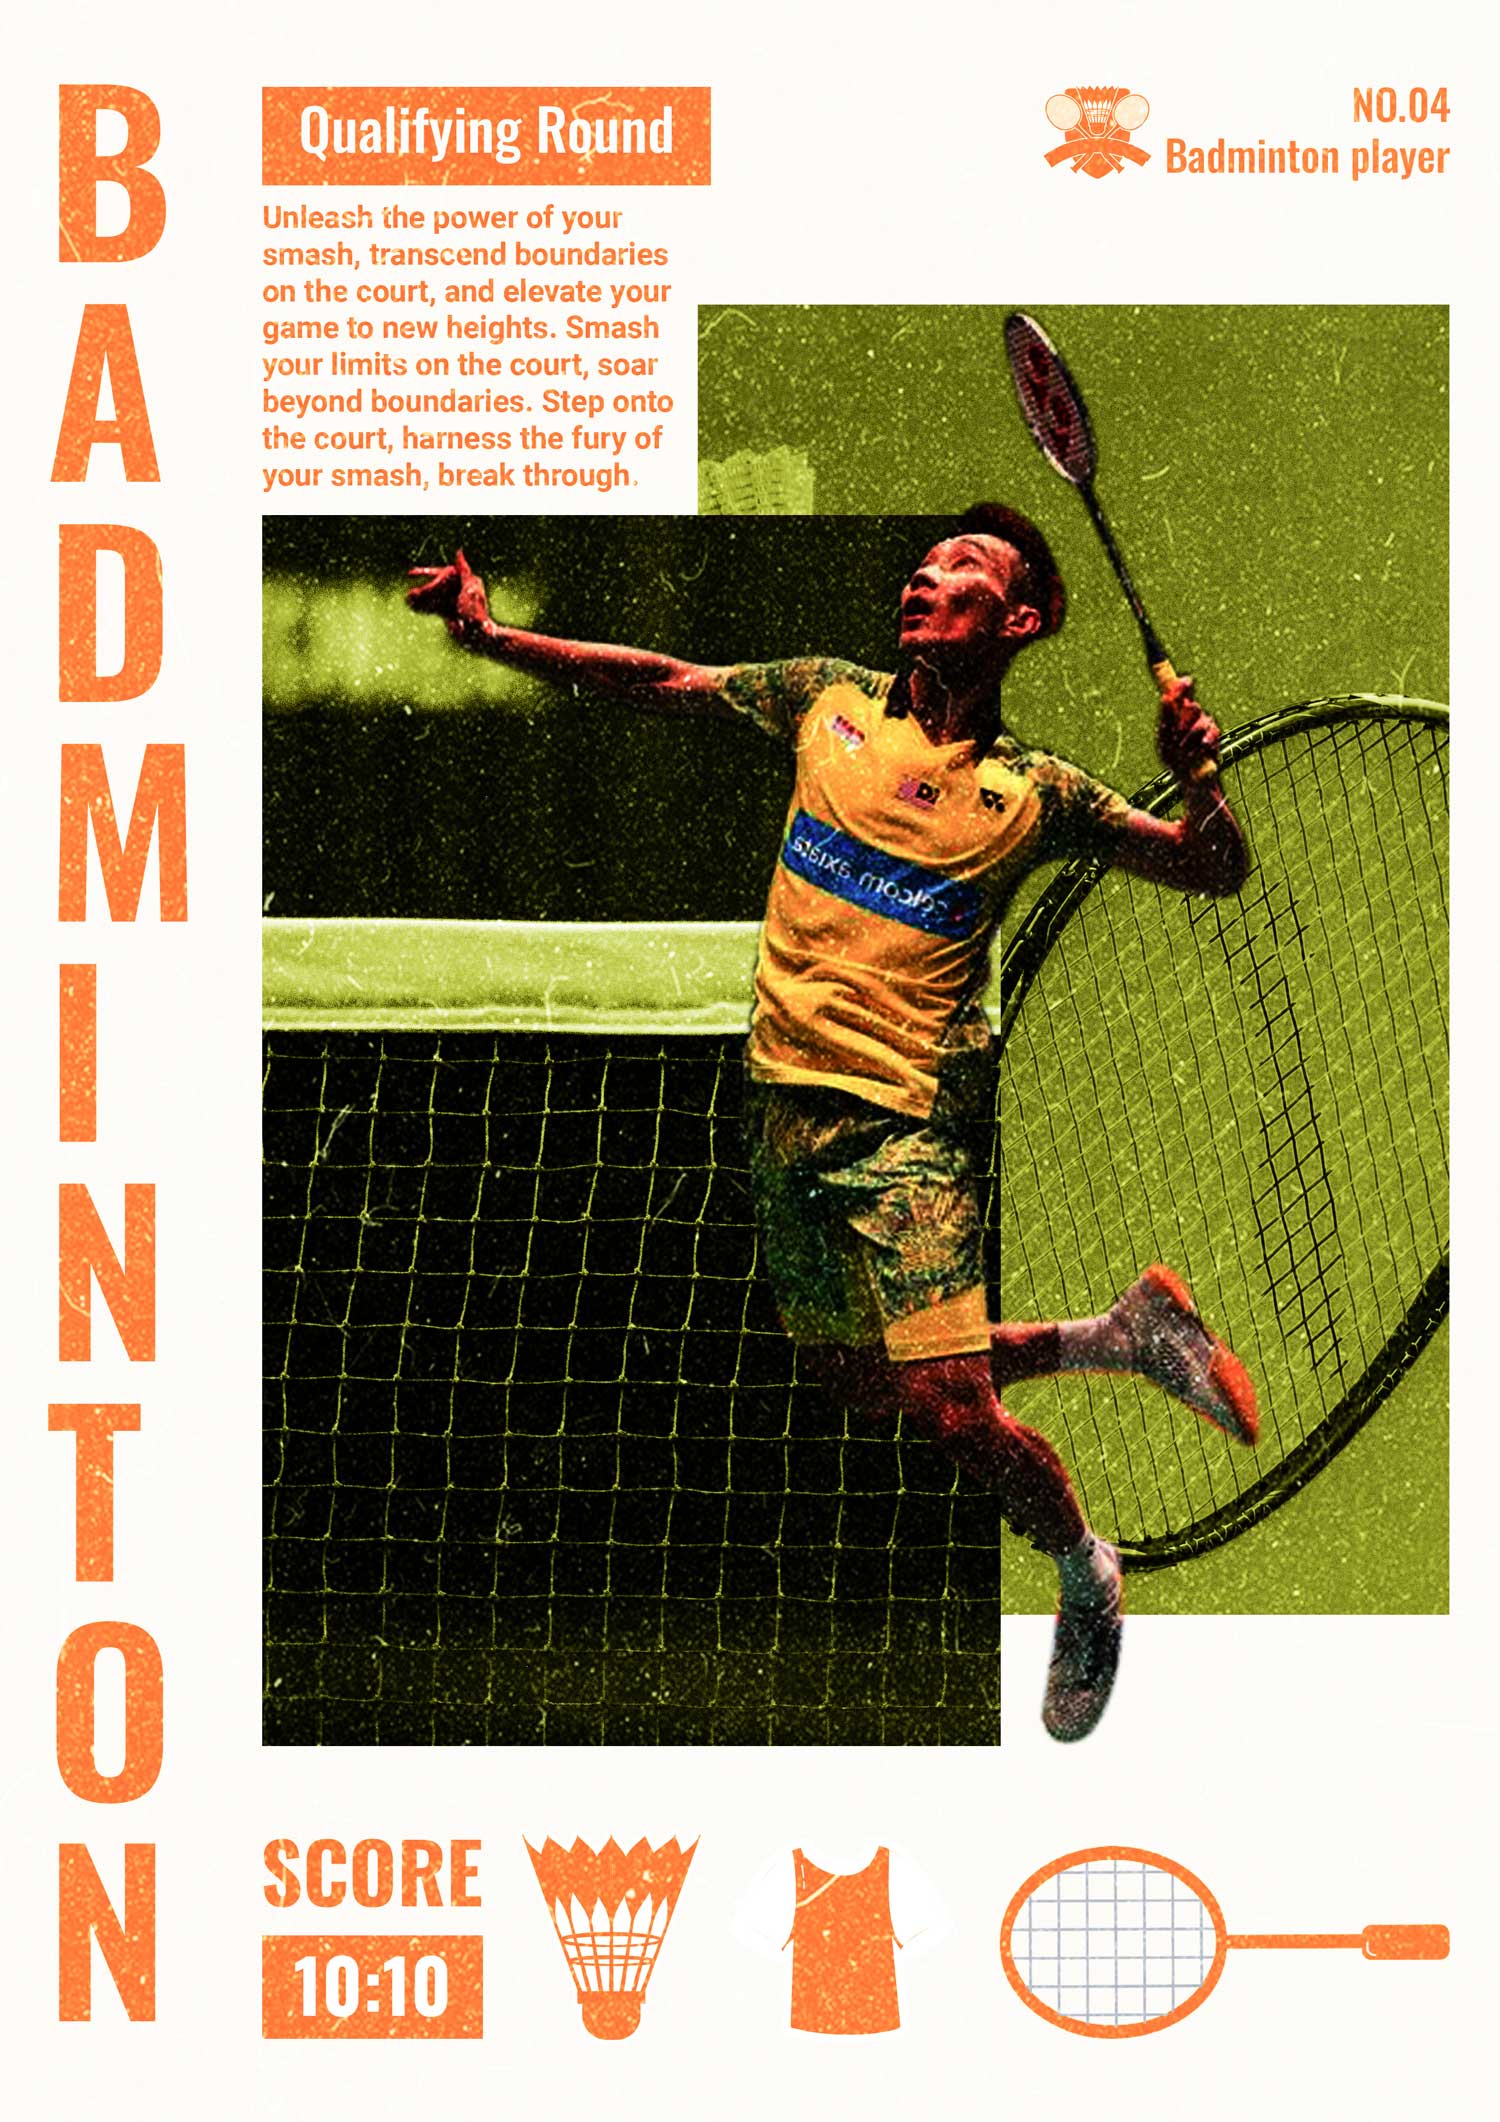 BADMINTON
Qualifying Round
Unleash the power of your
smash, transcend boundaries
on the court, and elevate your
game to new heights. Smash
your limits on the court, soar
beyond boundaries. Step onto
the court, harness the fury of
your smash, break through.
NO.04
Badminton player
celcom axiata
SCORE
10:10